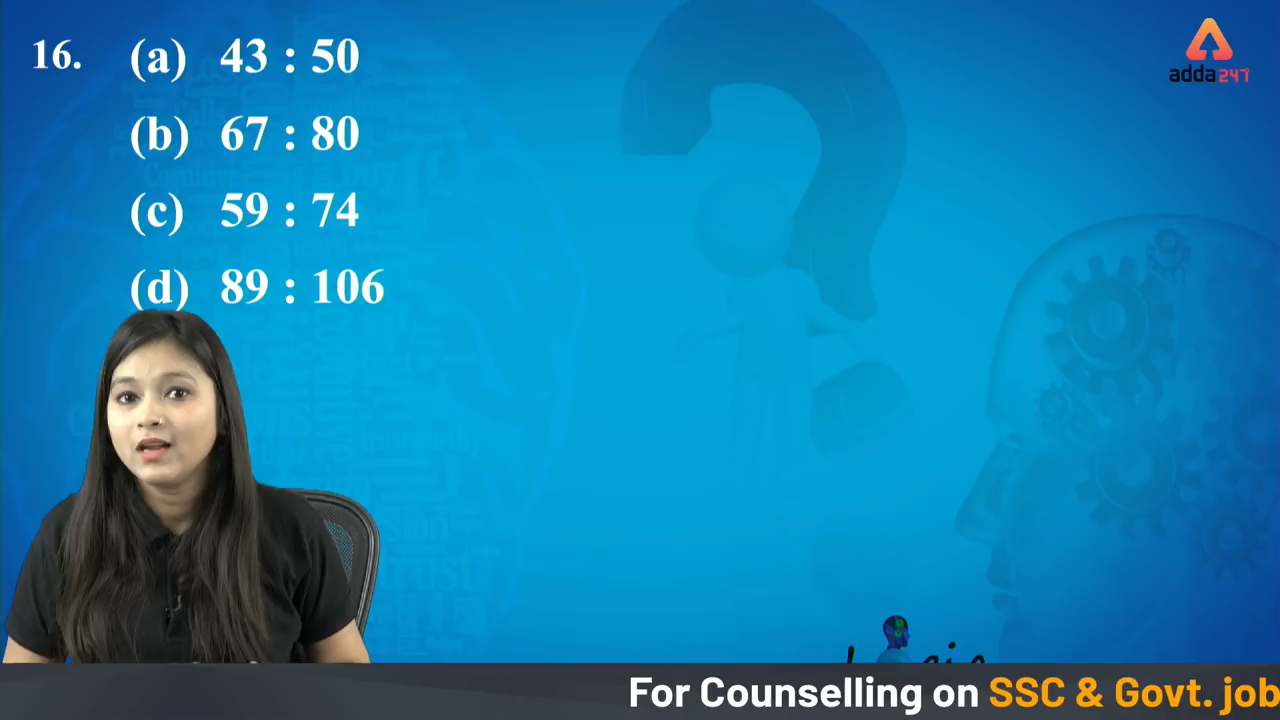 16. (a) 43 : 50
(b) 67 : 80
(c) 59 : 74
(d) 89 : 106
adda247
For Counselling on SSC & Govt. job